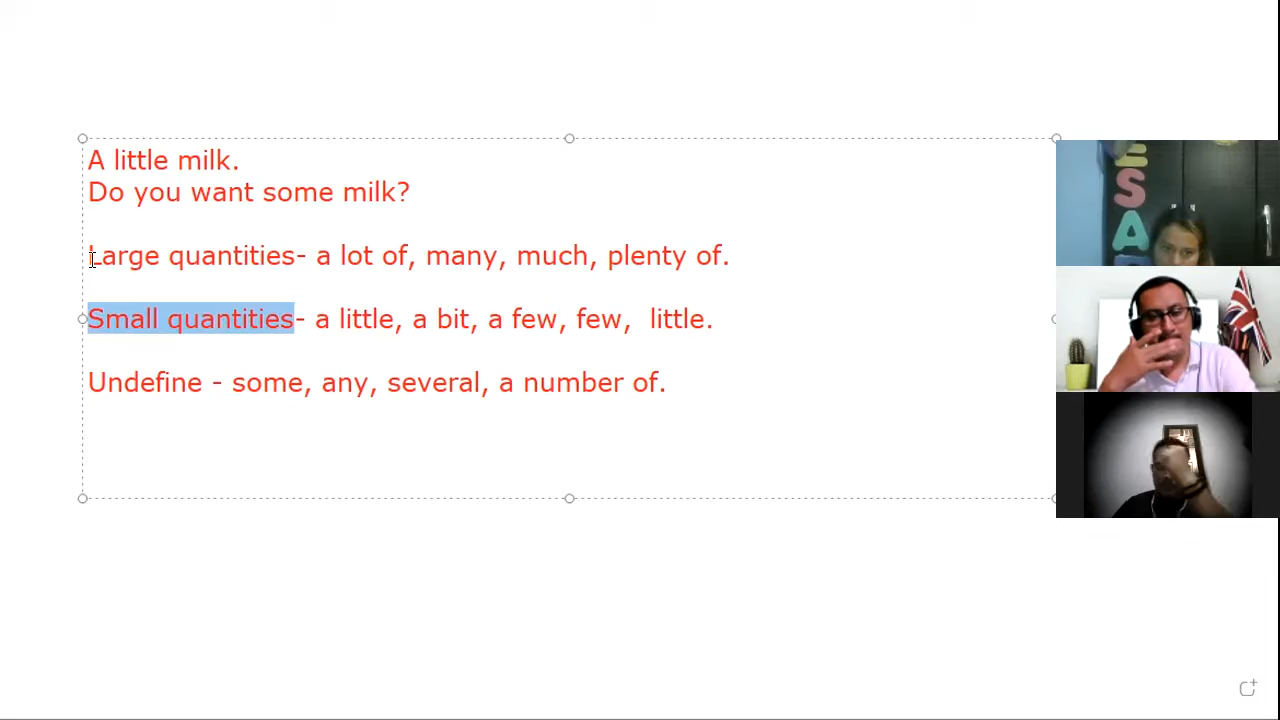 A little milk.
Do you want some milk?
Large quantities- a lot of, many, much, plenty of.
Small quantities- a little, a bit, a few, few,  little.
Undefine - some, any, several, a number of.
E
S
A